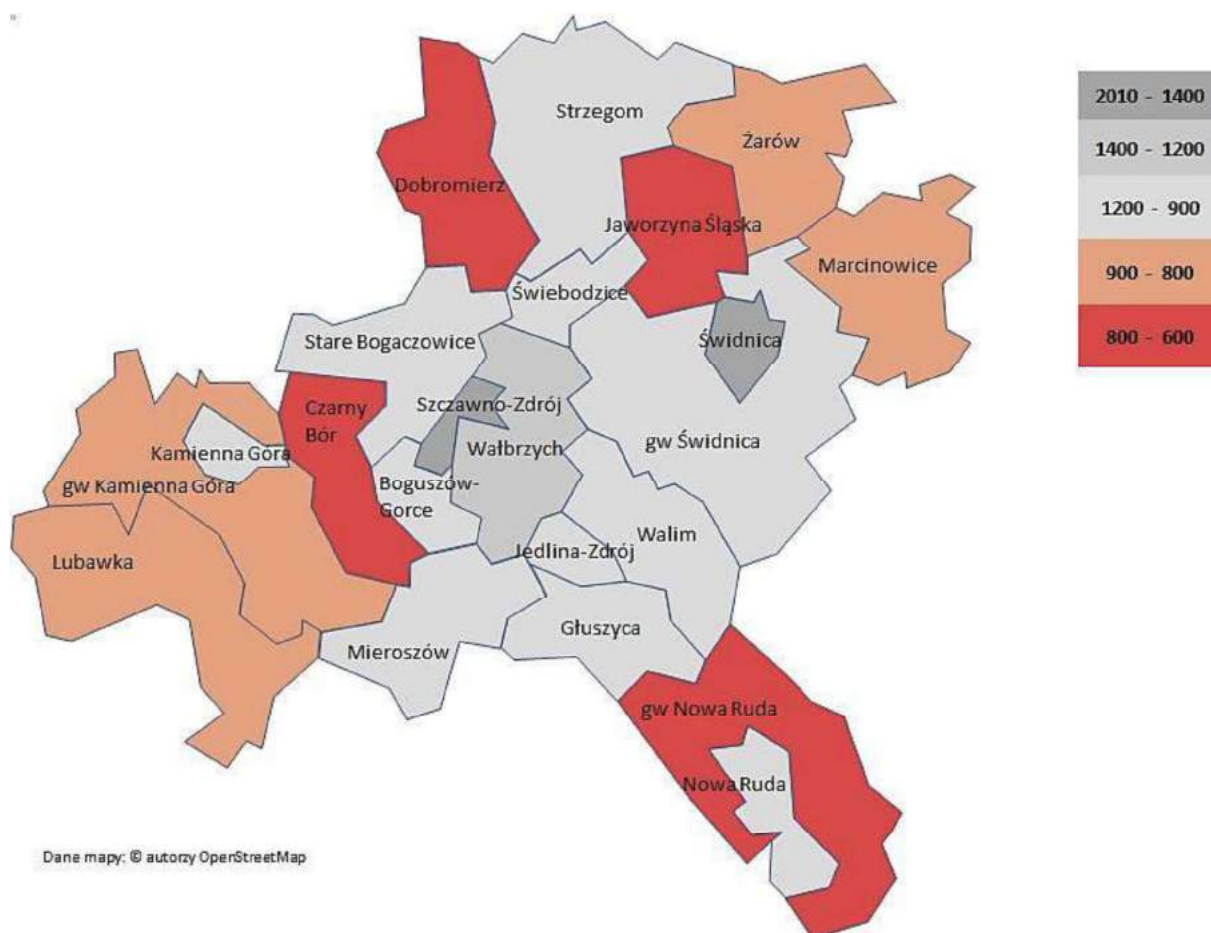 Strzegom
Żarów
Dobromierz
Jaworzyna Śląska
Marcinowice
Świebodzice
Stare Bogaczowice
Świdnica
Szczawno-Zdrój
Czarny
Bór
gw Świdnica
Wałbrzych
Kamienna Góra
gw Kamienna Góra
Boguszów-
Gorce
Walim
Jedlina-Zdrój
Lubawka
Głuszyca
Mieroszów
gw Nowa Ruda
Nowa Ruda
2010 - 1400
1400 - 1200
1200 - 900
900 - 800
800 - 600
Dane mapy: © autorzy OpenStreetMap